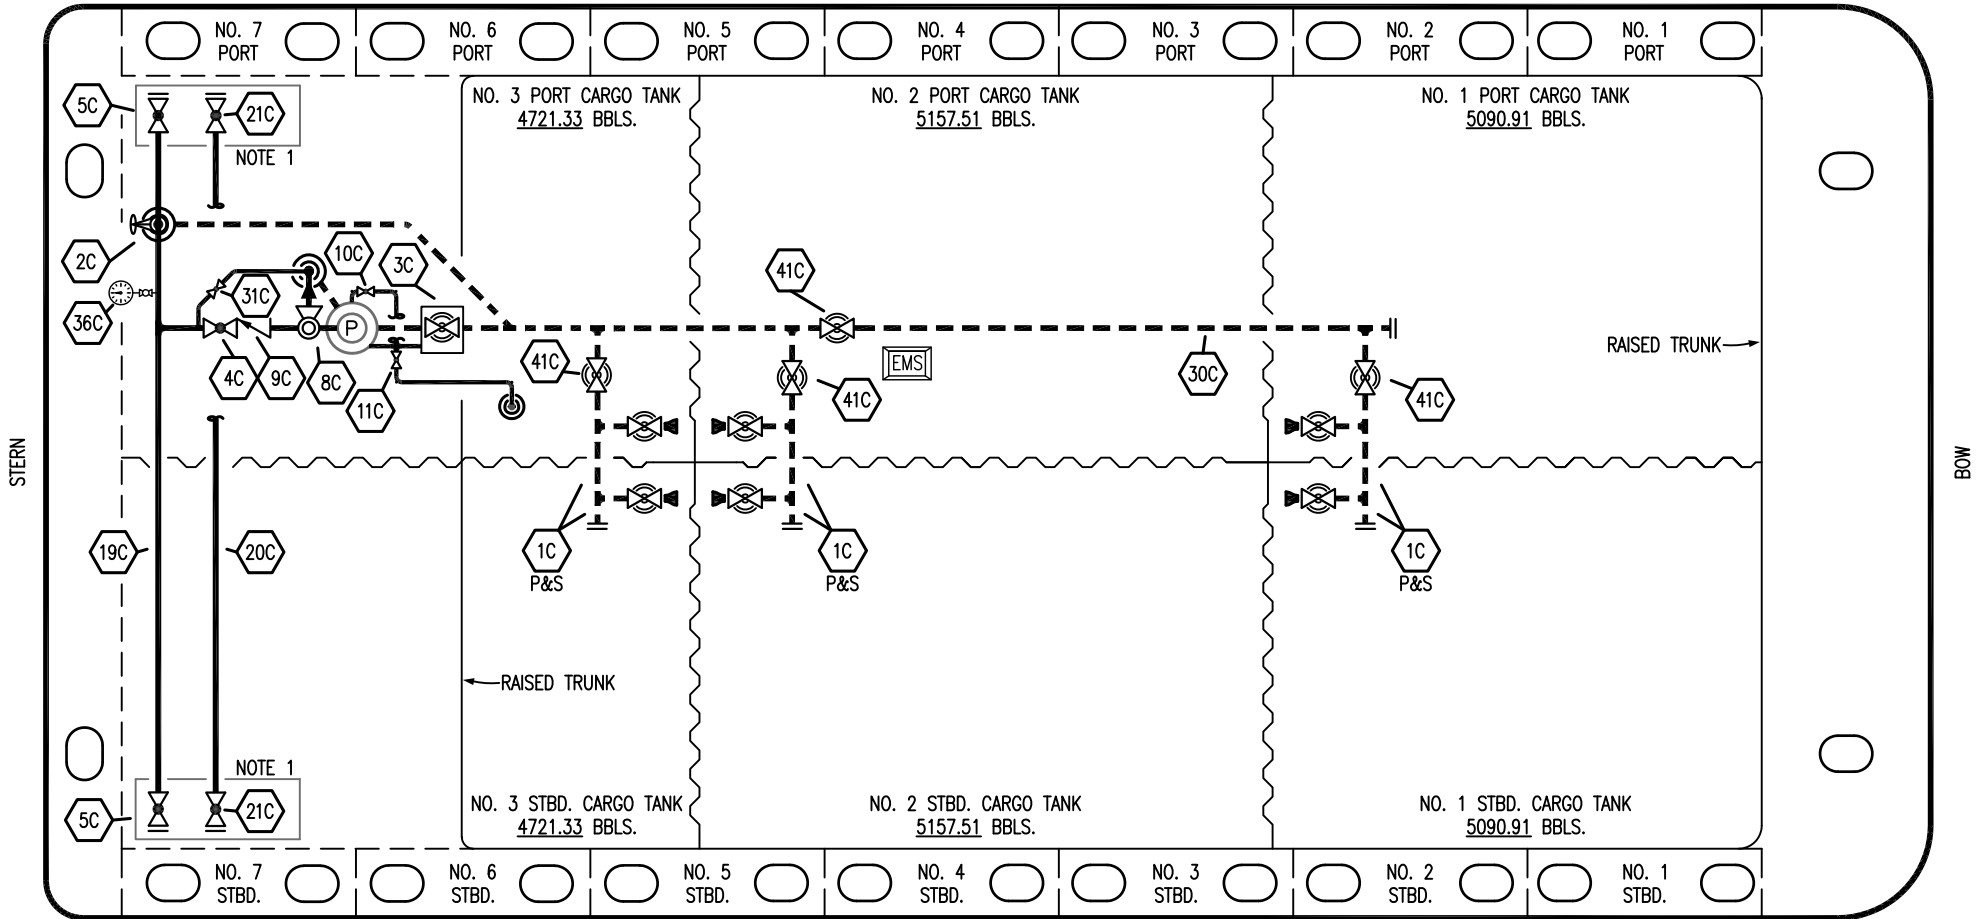 NO. 7
PORT
NO. 6
PORT
NO. 5
PORT
NO. 4
PORT
NO. 3
PORT
NO. 2
PORT
NO. 1
PORT
5C
21C
NOTE 1
NO. 3 PORT CARGO TANK
4721.33 BBLS.
NO. 2 PORT CARGO TANK
5157.51 BBLS.
NO. 1 PORT CARGO TANK
5090.91 BBLS.
2C
10C
3C
41C
31C
36C
P
4C
9C
8C
11C
41C
41C
EMS
30C
41C
RAISED TRUNK
STERN
BOW
19C
20C
1C
P&S
1C
P&S
1C
P&S
RAISED TRUNK
NOTE 1
5C
21C
NO. 3 STBD. CARGO TANK
4721.33 BBLS.
NO. 2 STBD. CARGO TANK
5157.51 BBLS.
NO. 1 STBD. CARGO TANK
5090.91 BBLS.
NO. 7
STBD.
NO. 6
STBD.
NO. 5
STBD.
NO. 4
STBD.
NO. 3
STBD.
NO. 2
STBD.
NO. 1
STBD.